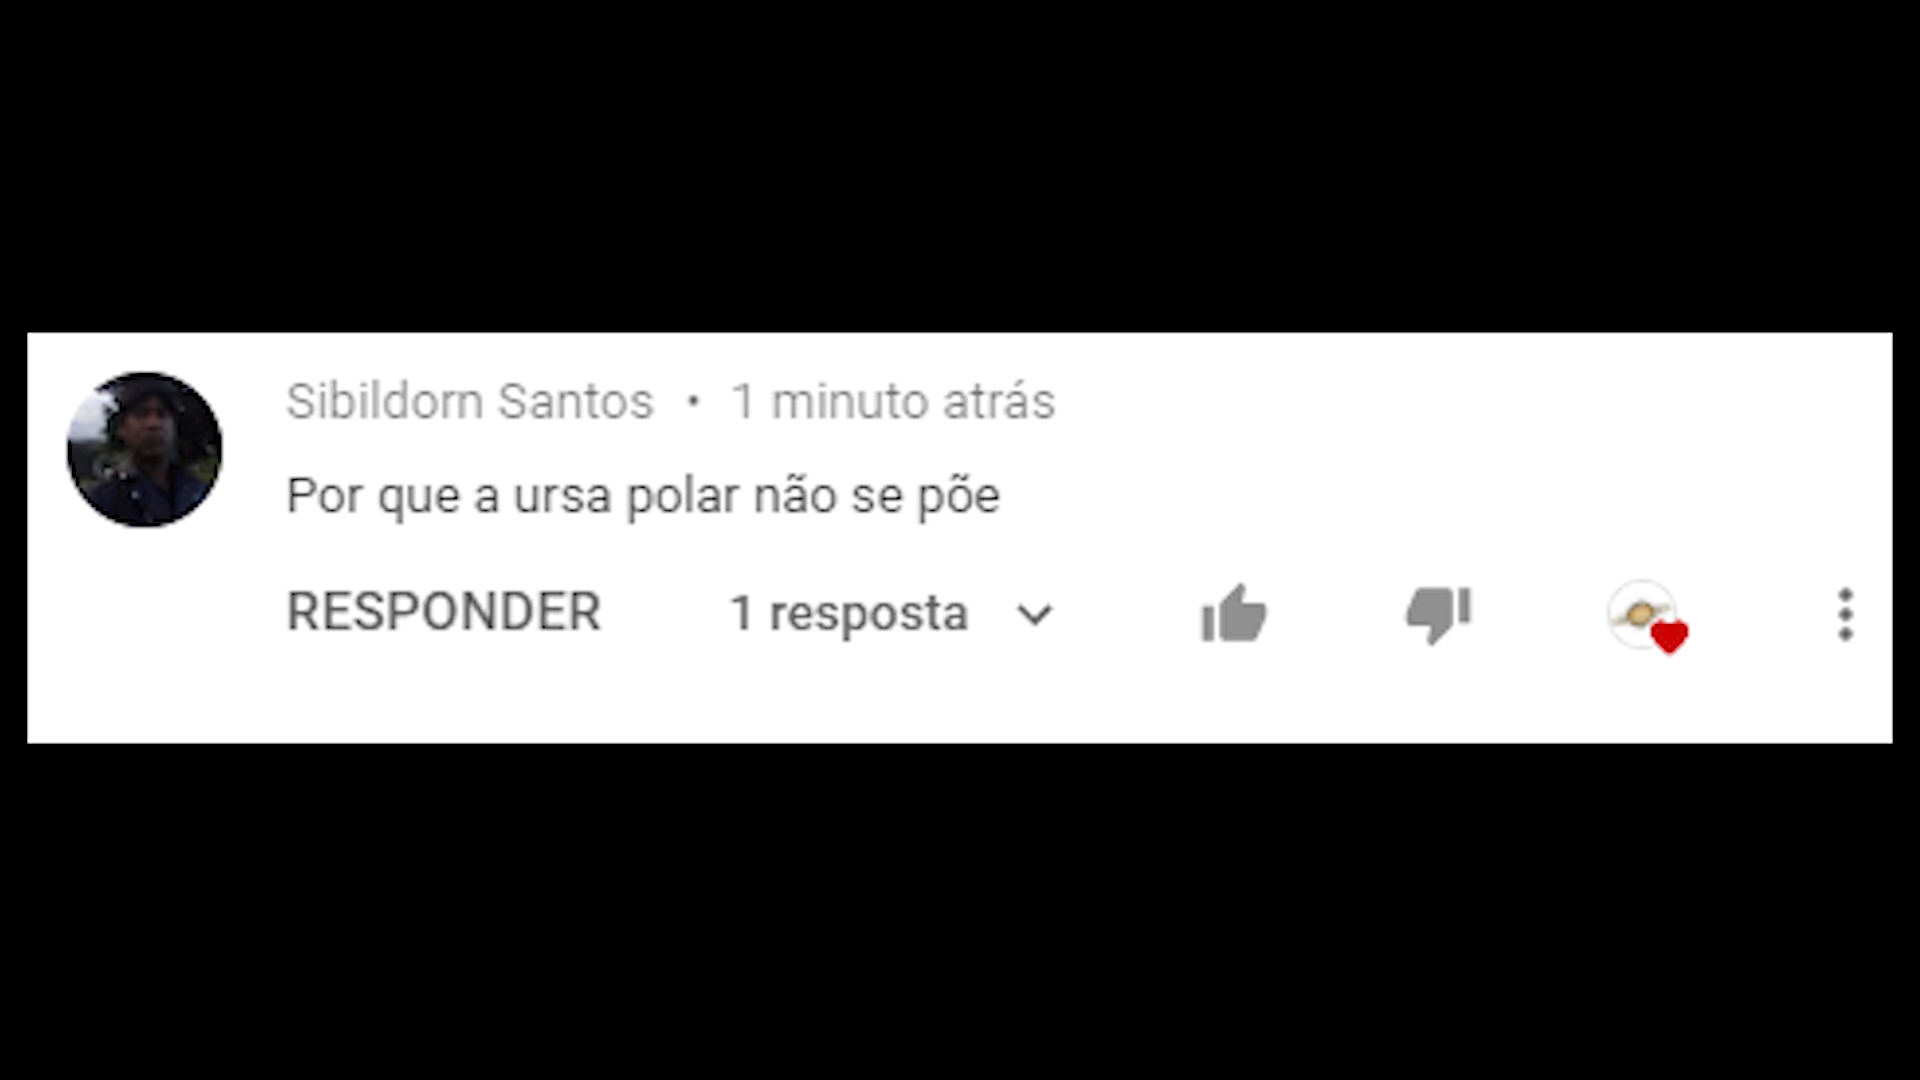 Sibildorn Santos • 1 minuto atrás
Por que a ursa polar não se põe
RESPONDER 1 resposta